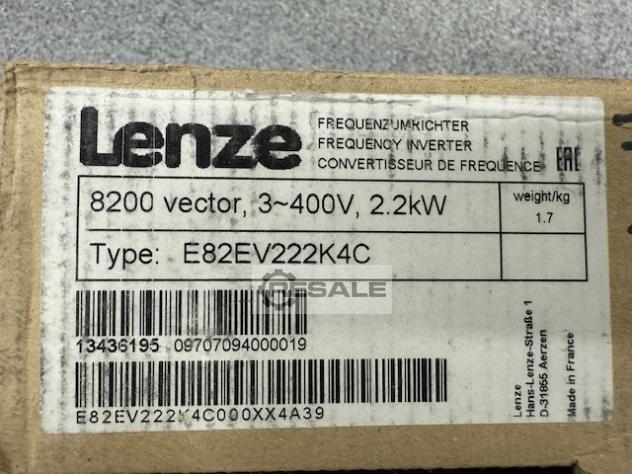 Lenze
FREQUENZUMRICHTER
FREQUENCY INVERTER
CONVERTISSEUR DE FREQUENCE
EAC
8200 vector, 3~400V, 2.2kW
weight/kg
1.7
Type: E82EV222K4C
RESALE
13436195 09707094000019
E82EV222K4C000XX4A39
Lenze
Hans-Lenze-Straße 1
D-31855 Aerzen
Made in France